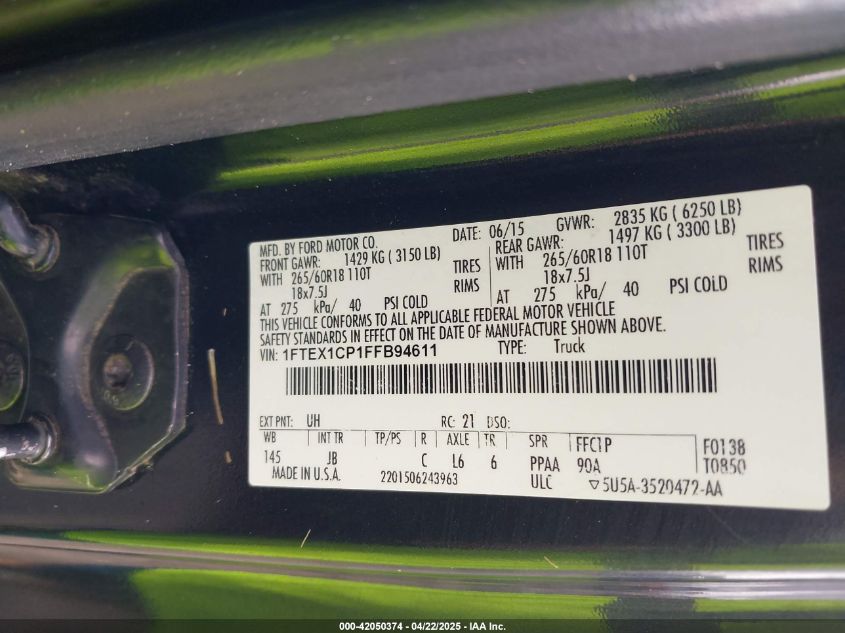 MFD. BY FORD MOTOR CO. DATE: 06/15 GVWR: 2835 KG ( 6250 LB)
FRONT GAWR: 1429 KG ( 3150 LB) REAR GAWR: 1497 KG ( 3300 LB)
WITH 265/60R18 110T TIRES WITH 265/60R18 110T TIRES
18x7.5J RIMS 18x7.5J RIMS
AT 275 kPa/ 40 PSI COLD AT 275 kPa/ 40 PSI COLD
THIS VEHICLE CONFORMS TO ALL APPLICABLE FEDERAL MOTOR VEHICLE
SAFETY STANDARDS IN EFFECT ON THE DATE OF MANUFACTURE SHOWN ABOVE.
VIN: 1FTEX1CP1FFB94611 TYPE: Truck
EXT PNT: UH RC: 21 DSO:
WB INT TR TP/PS R AXLE TR SPR FFC1P F0138
145 JB C L6 6 PPAA 90A T0850
MADE IN U.S.A. 2201506243963 ULC ▽5U5A-3520472-AA
000-42050374 - 04/22/2025 - IAA Inc.